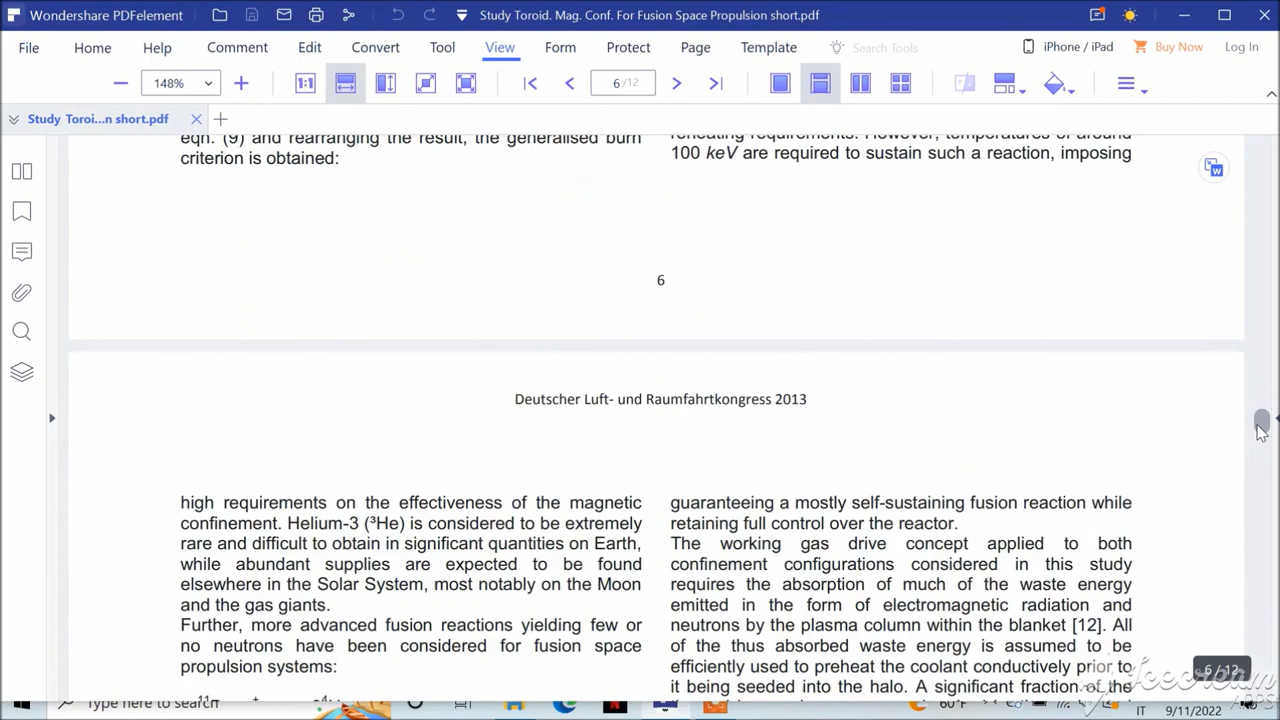 Wondershare PDFelement
Study Toroid. Mag. Conf. For Fusion Space Propulsion short.pdf
File Home Help Comment Edit Convert Tool View Form Protect Page Template Search Tools iPhone / iPad Buy Now Log In
148% 1:1 6 /12
Study Toroi...n short.pdf
eqn. (9) and rearranging the result, the generalised burn
criterion is obtained:
reheating requirements. However, temperatures of around
100 keV are required to sustain such a reaction, imposing
6
Deutscher Luft- und Raumfahrtkongress 2013
high requirements on the effectiveness of the magnetic
confinement. Helium-3 (³He) is considered to be extremely
rare and difficult to obtain in significant quantities on Earth,
while abundant supplies are expected to be found
elsewhere in the Solar System, most notably on the Moon
and the gas giants.
Further, more advanced fusion reactions yielding few or
no neutrons have been considered for fusion space
propulsion systems:
guaranteeing a mostly self-sustaining fusion reaction while
retaining full control over the reactor.
The working gas drive concept applied to both
confinement configurations considered in this study
requires the absorption of much of the waste energy
emitted in the form of electromagnetic radiation and
neutrons by the plasma column within the blanket [12]. All
of the thus absorbed waste energy is assumed to be
efficiently used to preheat the coolant conductively prior to
it being seeded into the halo. A significant fraction of the
6 / 12
Icecream
APPS
Type here to search
60°F
IT
9/11/2022